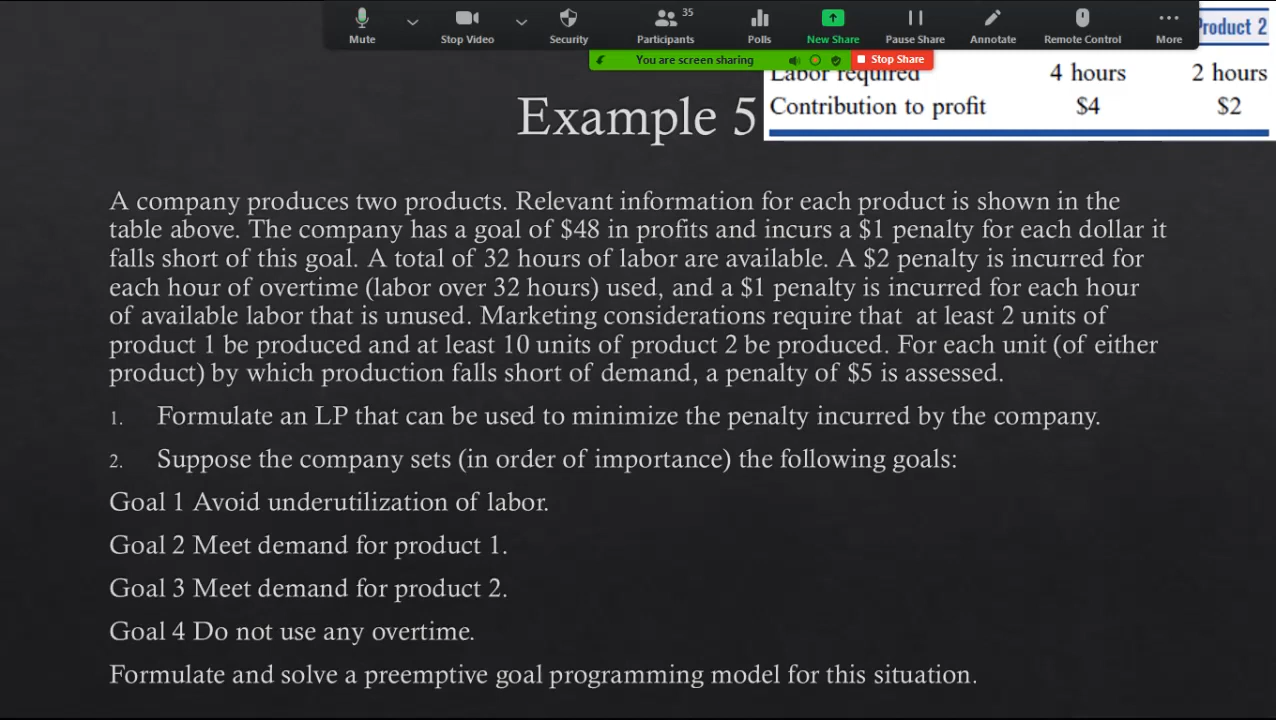 35
Mute Stop Video Security Participants Polls New Share Pause Share Annotate Remote Control More
Product 2
You are screen sharing Stop Share
Labor required 4 hours 2 hours
Contribution to profit $4 $2
Example 5
A company produces two products. Relevant information for each product is shown in the
table above. The company has a goal of $48 in profits and incurs a $1 penalty for each dollar it
falls short of this goal. A total of 32 hours of labor are available. A $2 penalty is incurred for
each hour of overtime (labor over 32 hours) used, and a $1 penalty is incurred for each hour
of available labor that is unused. Marketing considerations require that at least 2 units of
product 1 be produced and at least 10 units of product 2 be produced. For each unit (of either
product) by which production falls short of demand, a penalty of $5 is assessed.
1. Formulate an LP that can be used to minimize the penalty incurred by the company.
2. Suppose the company sets (in order of importance) the following goals:
Goal 1 Avoid underutilization of labor.
Goal 2 Meet demand for product 1.
Goal 3 Meet demand for product 2.
Goal 4 Do not use any overtime.
Formulate and solve a preemptive goal programming model for this situation.